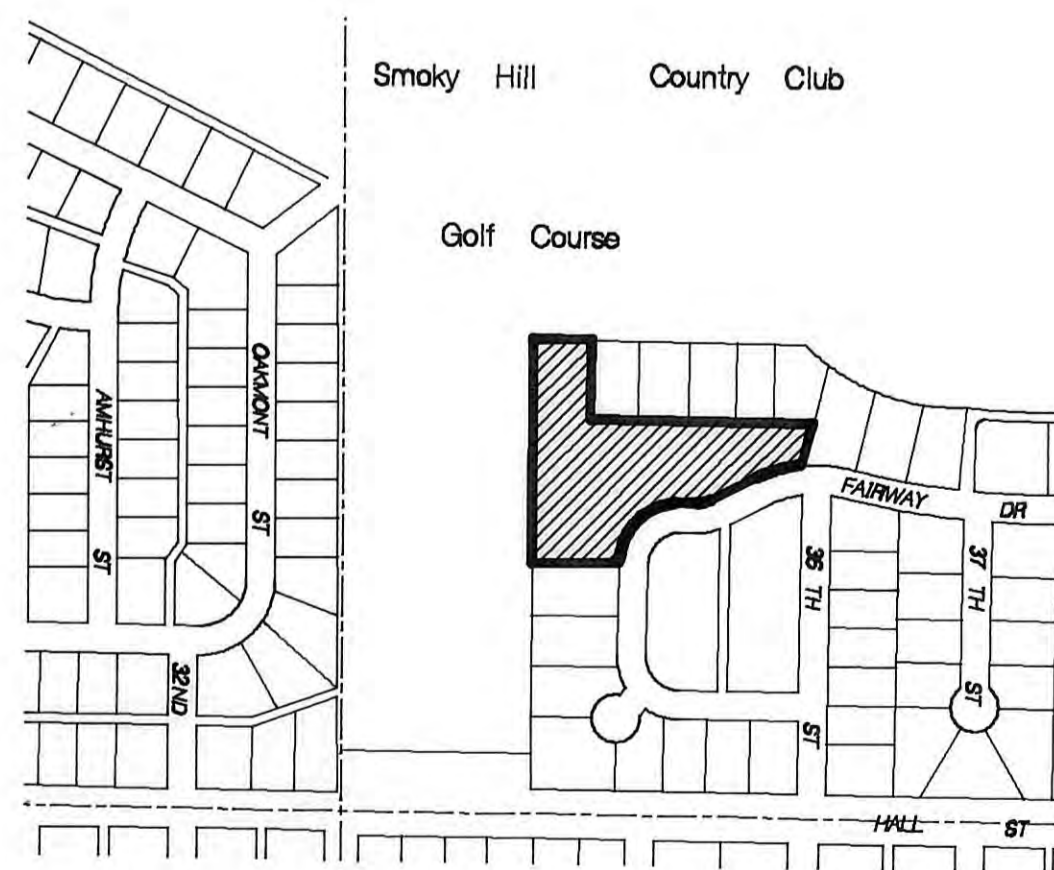 Smoky Hill Country Club
Golf Course
OAKMONT ST
AMHURST ST
FAIRWAY DR
36 TH ST
37 TH ST
32ND
HALL ST